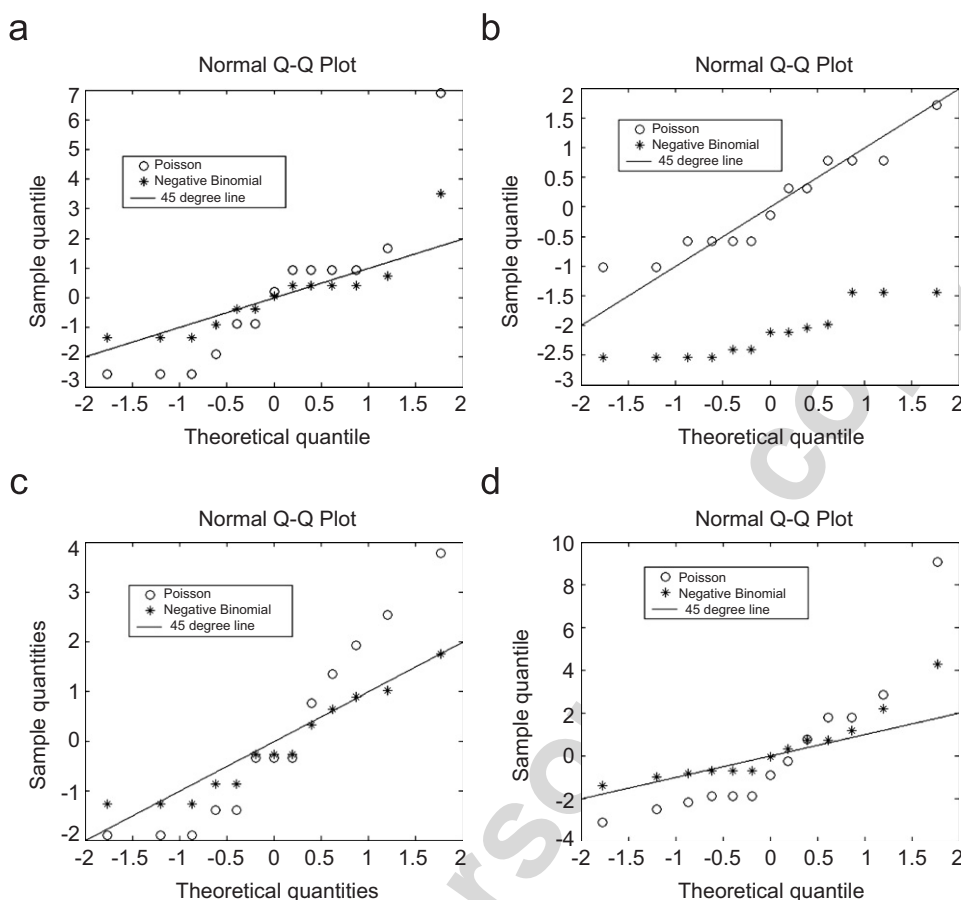 a
Normal Q-Q Plot
7
6
5
4
3
2
1
0
-1
-2
-3
Sample quantile
Poisson
Negative Binomial
45 degree line
-2 -1.5 -1 -0.5 0 0.5 1 1.5 2
Theoretical quantile
b
Normal Q-Q Plot
2
1.5
1
0.5
0
-0.5
-1
-1.5
-2
-2.5
-3
Sample quantile
Poisson
Negative Binomial
45 degree line
-2 -1.5 -1 -0.5 0 0.5 1 1.5 2
Theoretical quantile
c
Normal Q-Q Plot
4
3
2
1
0
-1
-2
Sample quantities
Poisson
Negative Binomial
45 degree line
-2 -1.5 -1 -0.5 0 0.5 1 1.5 2
Theoretical quantities
d
Normal Q-Q Plot
10
8
6
4
2
0
-2
-4
Sample quantile
Poisson
Negative Binomial
45 degree line
-2 -1.5 -1 -0.5 0 0.5 1 1.5 2
Theoretical quantile